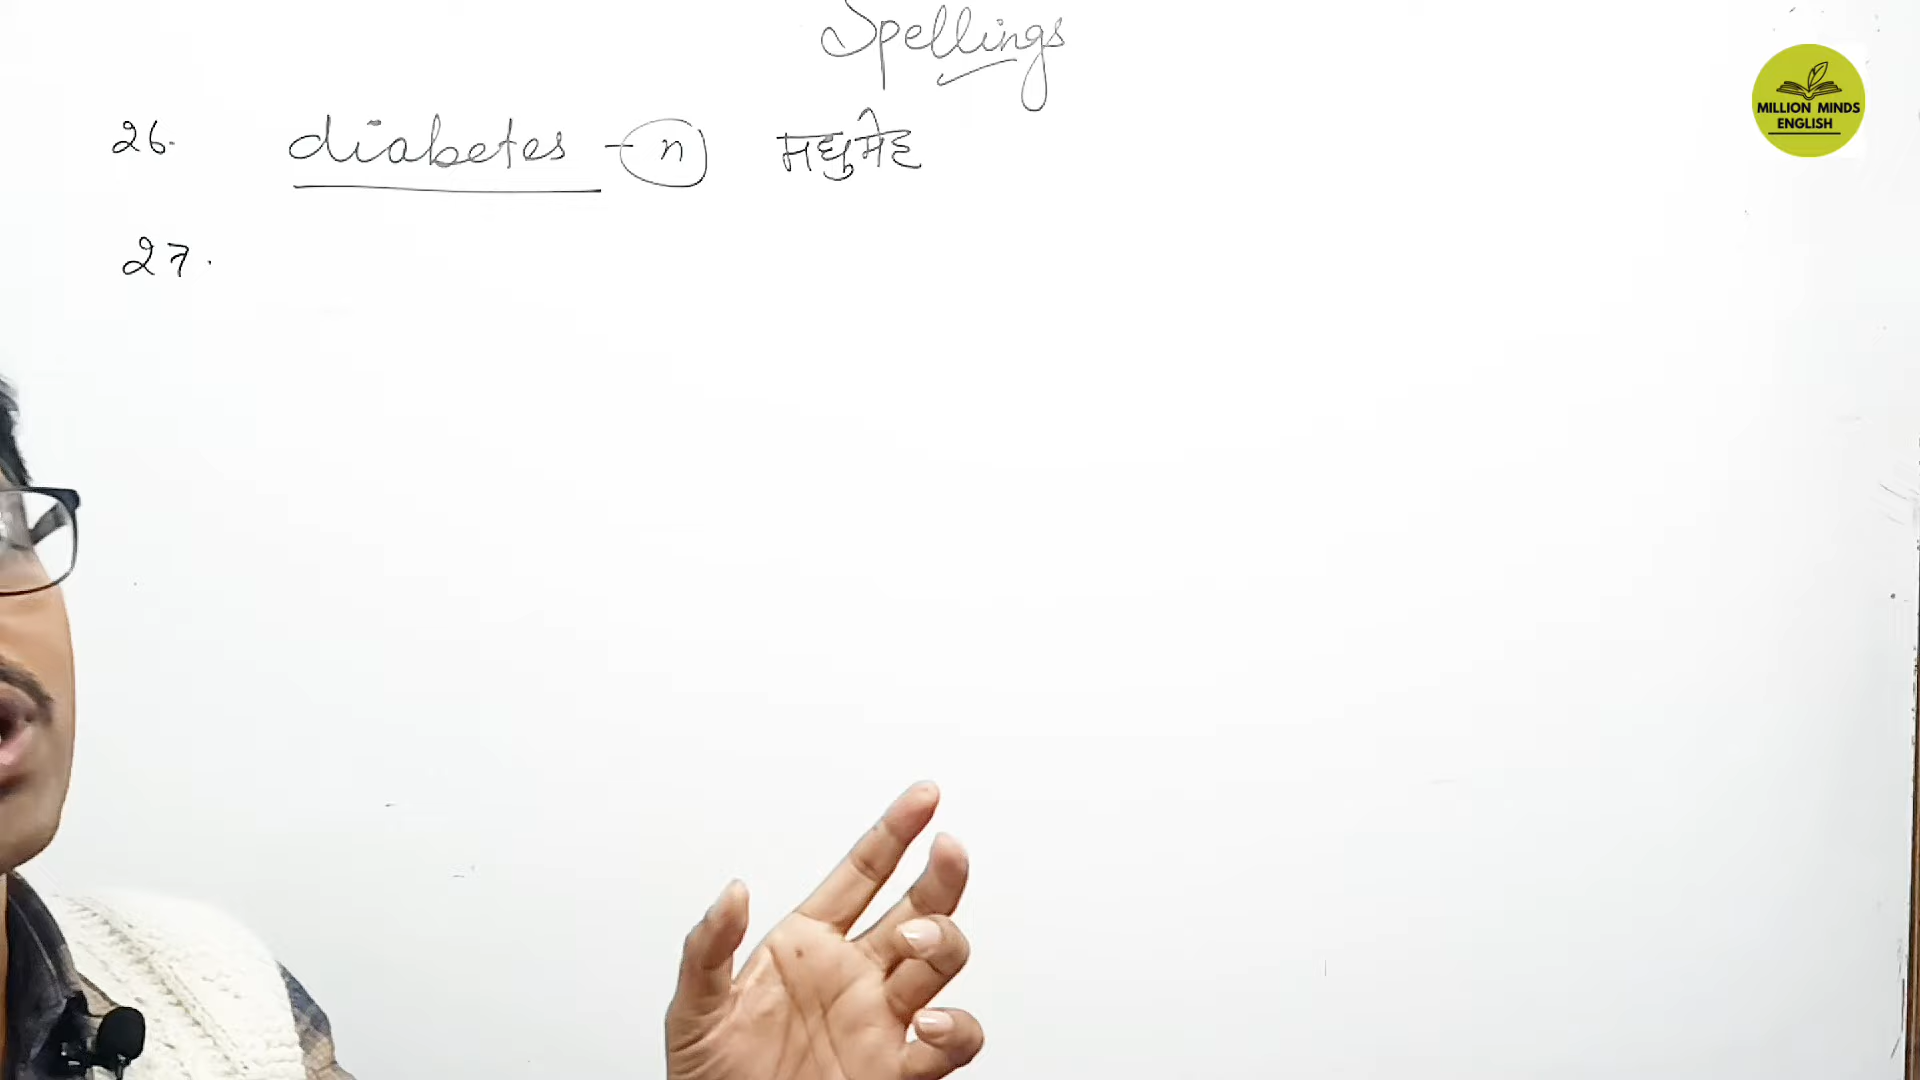 Spellings
MILLION MINDS
ENGLISH
26. diabetes - n मधुमेह
27.